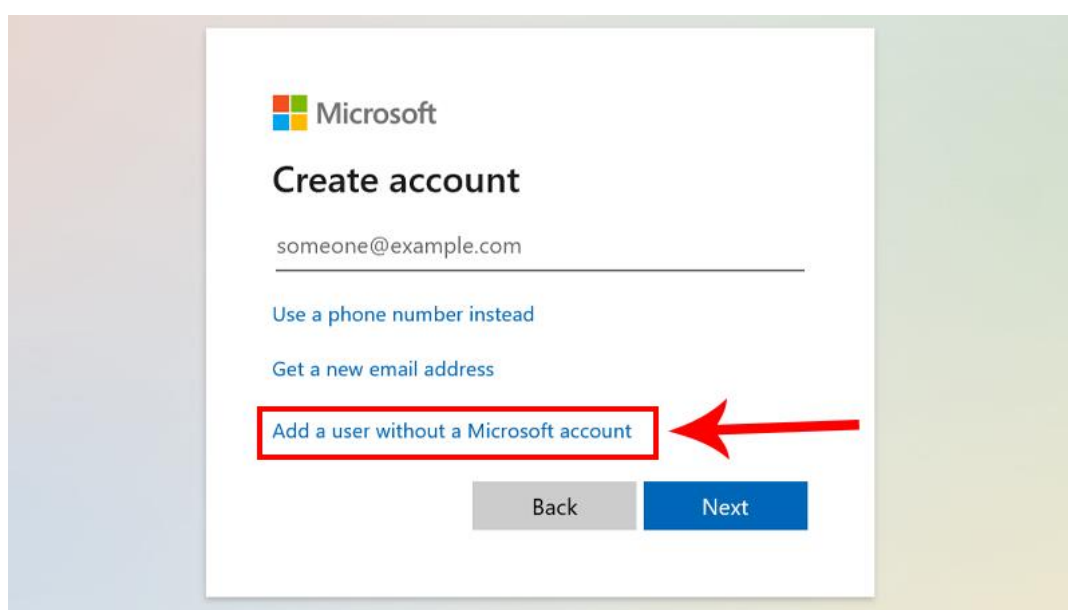 Microsoft
Create account
someone@example.com
Use a phone number instead
Get a new email address
Add a user without a Microsoft account
Back
Next